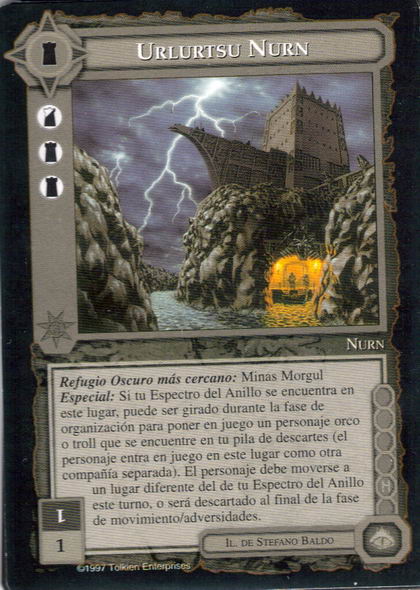 Urlurtsu Nurn
Nurn
Refugio Oscuro más cercano: Minas Morgul
Especial: Si tu Espectro del Anillo se encuentra en
este lugar, puede ser girado durante la fase de
organización para poner en juego un personaje orco
o troll que se encuentre en tu pila de descartes (el
personaje entra en juego en este lugar como otra
compañía separada). El personaje debe moverse a
un lugar diferente del de tu Espectro del Anillo
este turno, o será descartado al final de la fase
de movimiento/adversidades.
1
1
Il. de Stefano Baldo
©1997 Tolkien Enterprises
H